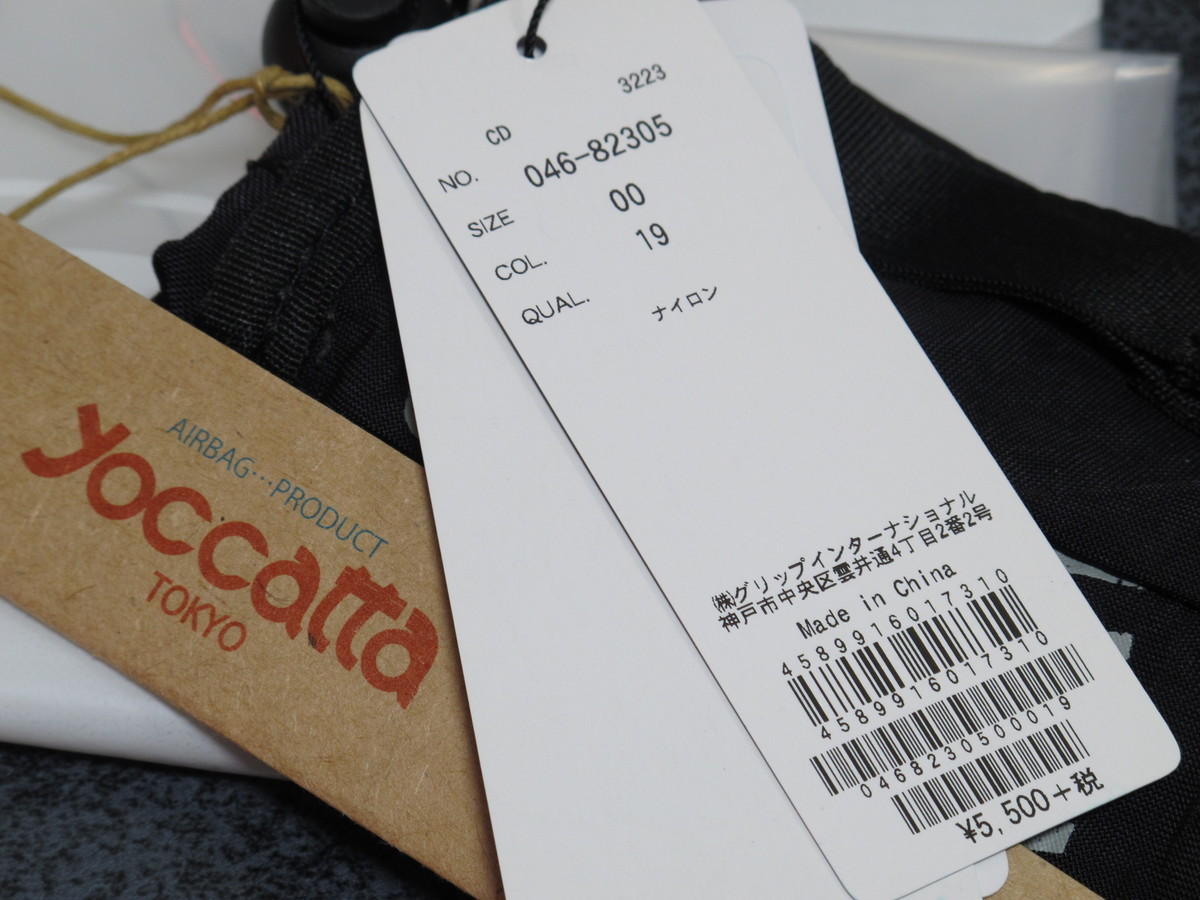 3223
CD
NO. 046-82305
SIZE 00
COL. 19
QUAL. ナイロン
㈱グリップインターナショナル
神戸市中央区雲井通4丁目2番2号
Made in China
4589916017310
4589916017310
0468230500019
¥5,500+税
AIRBAG…PRODUCT
yoccatta
TOKYO